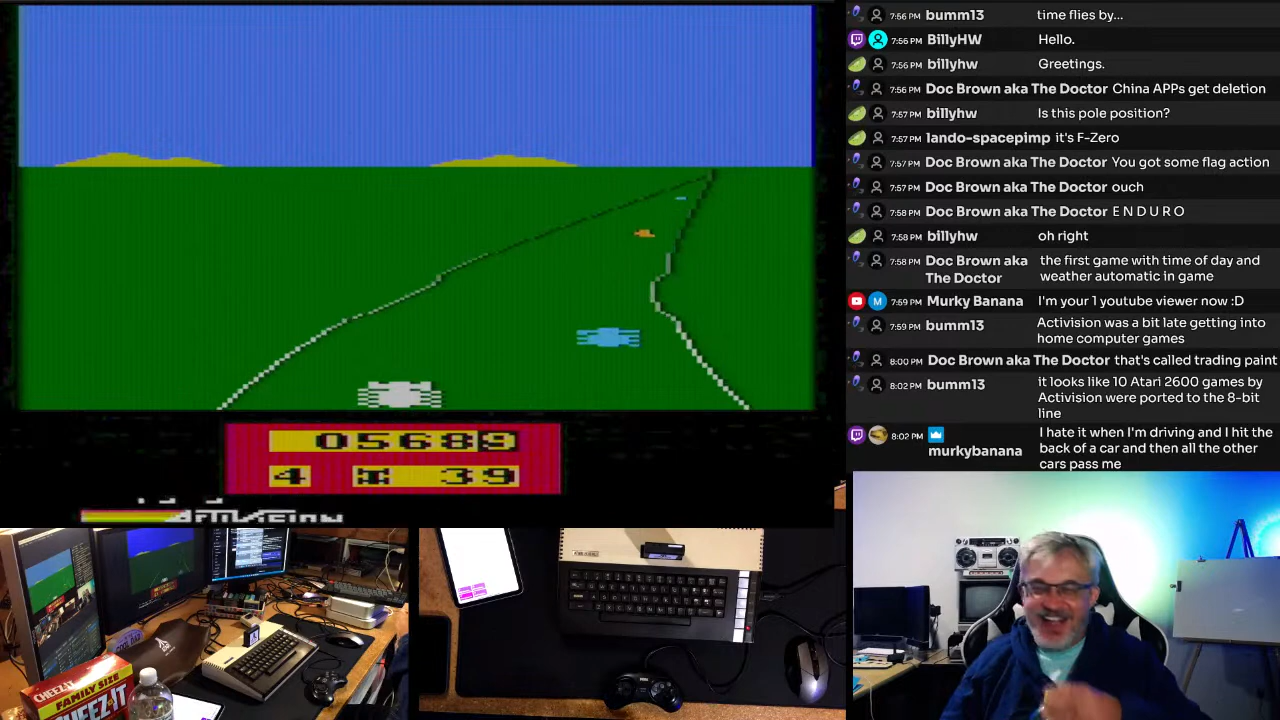 7:56 PM bumm13 time flies by...
7:56 PM BillyHW Hello.
7:56 PM billyhw Greetings.
7:56 PM Doc Brown aka The Doctor China APPs get deletion
7:57 PM billyhw Is this pole position?
7:57 PM lando-spacepimp it's F-Zero
7:57 PM Doc Brown aka The Doctor You got some flag action
7:57 PM Doc Brown aka The Doctor ouch
7:58 PM Doc Brown aka The Doctor E N D U R O
7:58 PM billyhw oh right
7:58 PM Doc Brown aka The Doctor the first game with time of day and
weather automatic in game
7:59 PM Murky Banana I'm your 1 youtube viewer now :D
7:59 PM bumm13 Activision was a bit late getting into
home computer games
8:00 PM Doc Brown aka The Doctor that's called trading paint
8:02 PM bumm13 it looks like 10 Atari 2600 games by
Activision were ported to the 8-bit
line
8:02 PM murkybanana I hate it when I'm driving and I hit the
back of a car and then all the other
cars pass me
05689
4 39
CHEEZ-IT
FAMILY SIZE
CHEEZ-IT